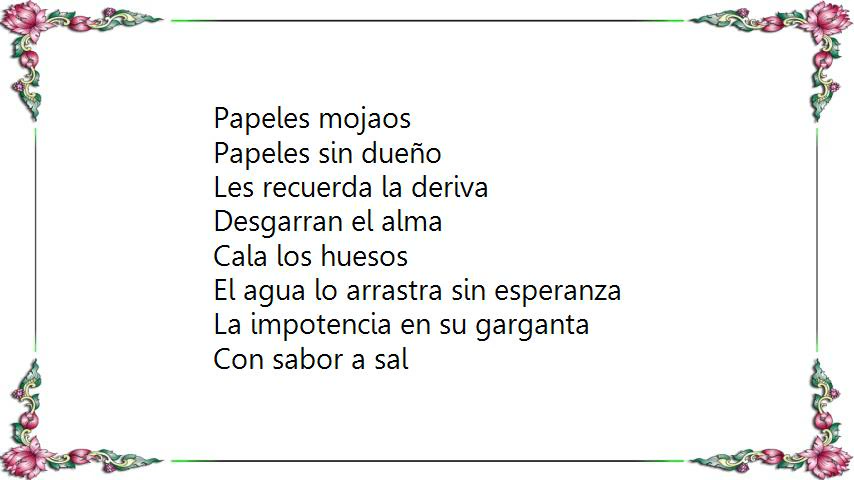 Papeles mojaos
Papeles sin dueño
Les recuerda la deriva
Desgarran el alma
Cala los huesos
El agua lo arrastra sin esperanza
La impotencia en su garganta
Con sabor a sal